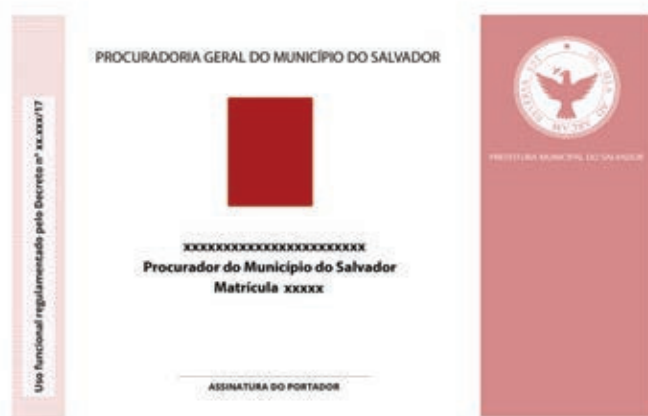 Uso funcional regulamentado pelo Decreto n° xx.xxx/17
PROCURADORIA GERAL DO MUNICÍPIO DO SALVADOR
xxxxxxxxxxxxxxxxxxxxxxx
Procurador do Município do Salvador
Matrícula xxxxx
ASSINATURA DO PORTADOR
PREFEITURA MUNICIPAL DO SALVADOR